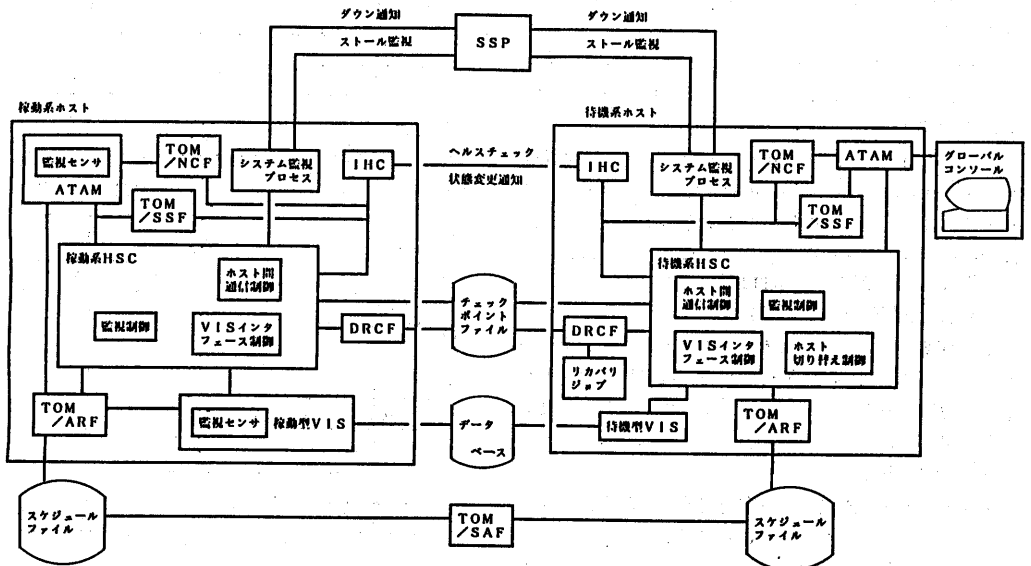 ダウン通知
ストール監視
SSP
ダウン通知
ストール監視
稼動系ホスト
監視センサ
ATAM
TOM
/NCF
システム監視
プロセス
IHC
TOM
/SSF
ヘルスチェック
状態変更通知
待機系ホスト
IHC
システム監視
プロセス
TOM
/NCF
ATAM
TOM
/SSF
グローバル
コンソール
稼動系HSC
ホスト間
通信制御
監視制御
VISインタ
フェース制御
DRCF
チェック
ポイント
ファイル
待機系HSC
ホスト間
通信制御
監視制御
VISインタ
フェース制御
ホスト
切り替え制御
DRCF
リカバリ
ジョブ
TOM
/ARF
監視センサ
稼動型VIS
データ
ベース
待機型VIS
TOM
/ARF
スケジュール
ファイル
TOM
/SAF
スケジュール
ファイル